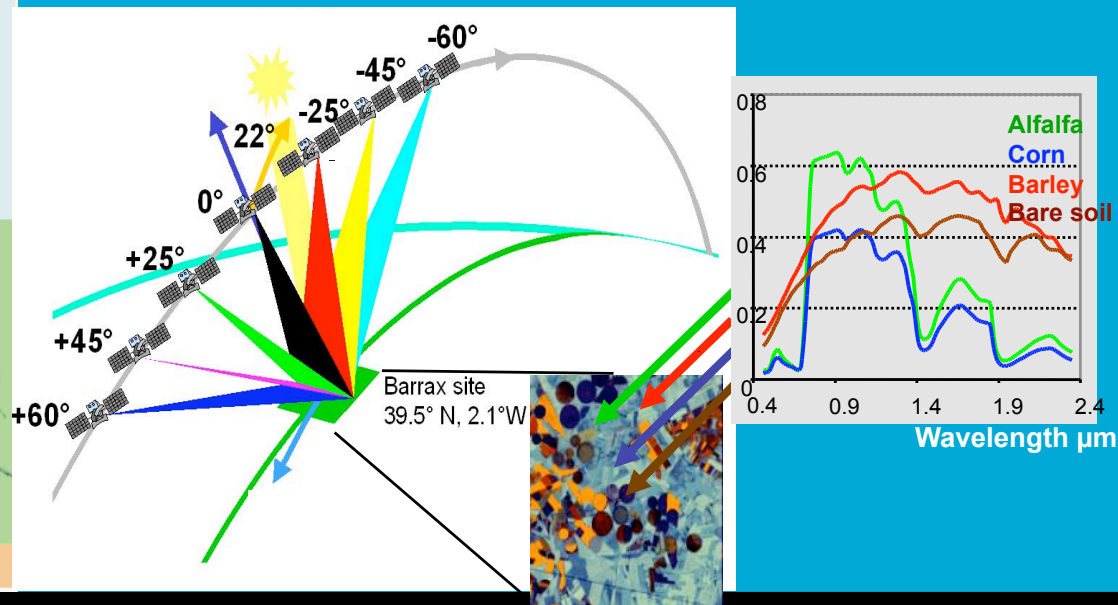 -60°
-45°
-25°
22°
0°
+25°
+45°
+60°
Barrax site
39.5° N, 2.1°W
0.8
0.6
0.4
0.2
0
Alfalfa
Corn
Barley
Bare soil
0.4 0.9 1.4 1.9 2.4
Wavelength µm